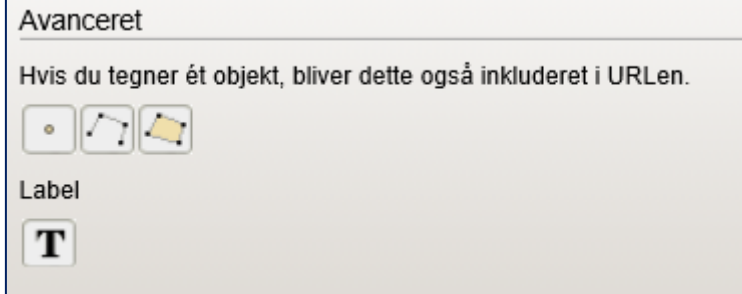 Avanceret
Hvis du tegner ét objekt, bliver dette også inkluderet i URLen.
Label
T